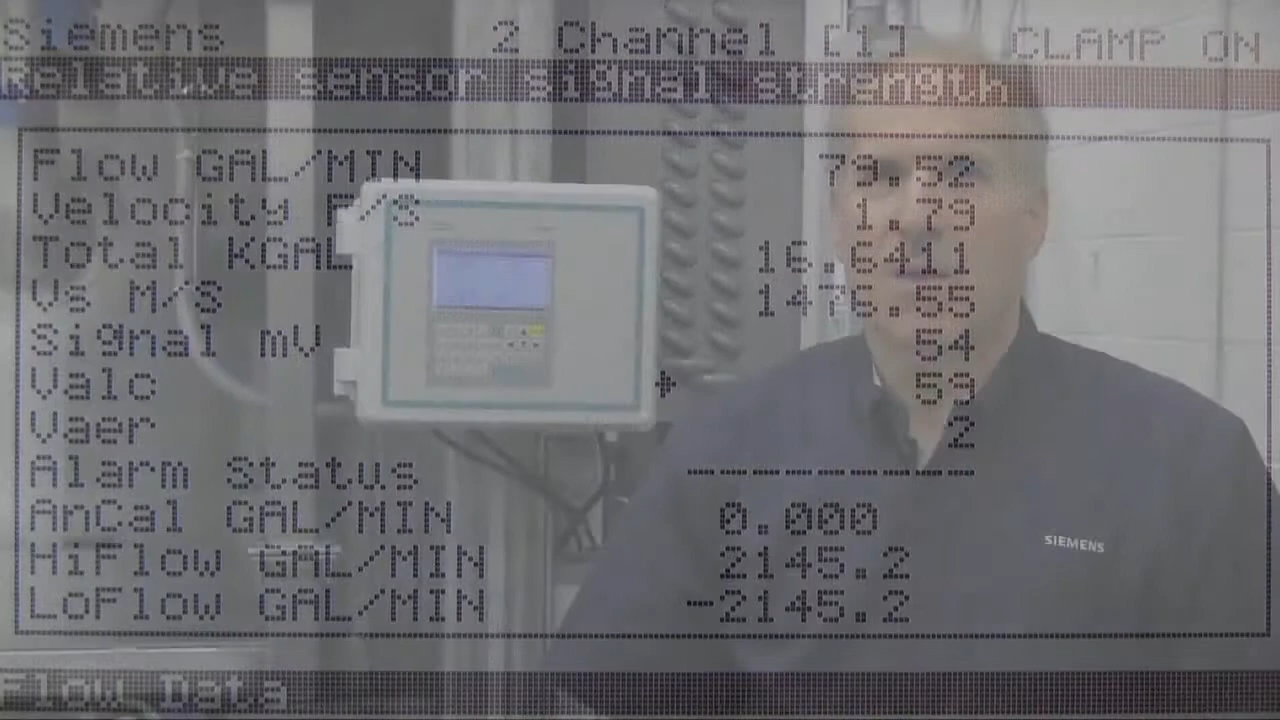 Siemens 2 Channel [1] CLAMP ON
Relative sensor signal strength
Flow GAL/MIN 79.52
Velocity F/S 1.79
Total KGAL 16.6411
Vs M/S 1476.55
Signal mV 54
Valc 59
Vaer 2
Alarm Status ---------
AnCal GAL/MIN 0.000
HiFlow GAL/MIN 2145.2
LoFlow GAL/MIN -2145.2
SIEMENS
Flow Data